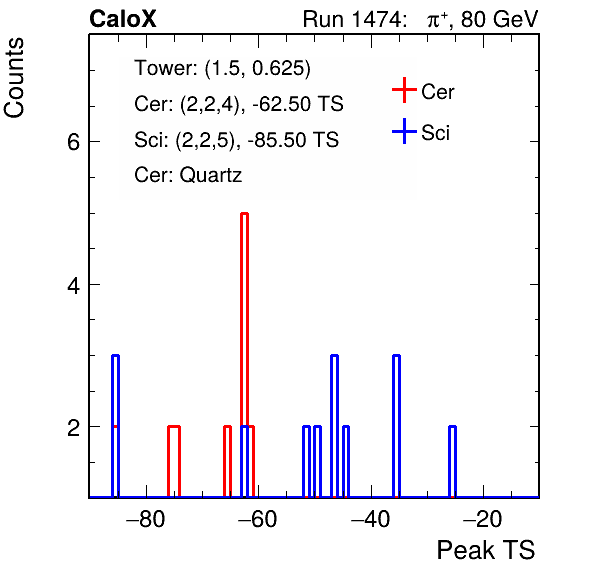 CaloX Run 1474: π⁺, 80 GeV
Counts
Tower: (1.5, 0.625)
Cer: (2,2,4), -62.50 TS
Sci: (2,2,5), -85.50 TS
Cer: Quartz
Cer
Sci
6
4
2
−80 −60 −40 −20
Peak TS